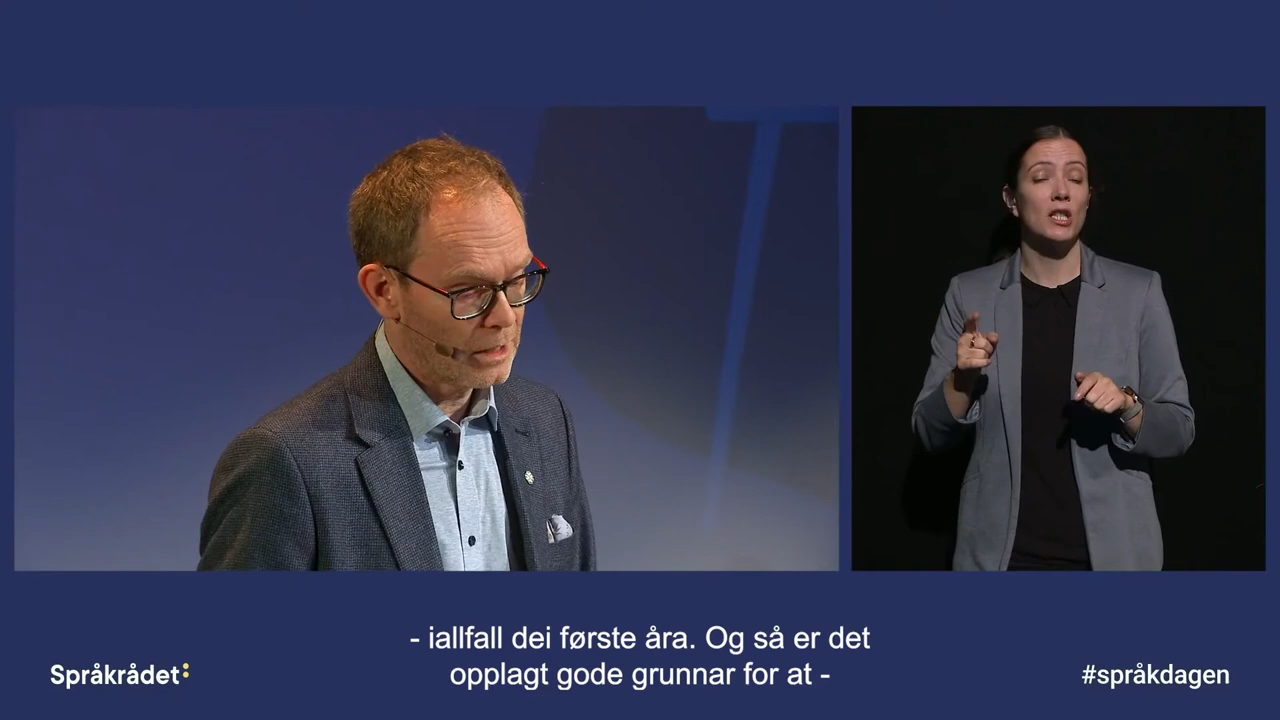 - iallfall dei første åra. Og så er det
opplagt gode grunnar for at -
Språkrådet:
#språkdagen